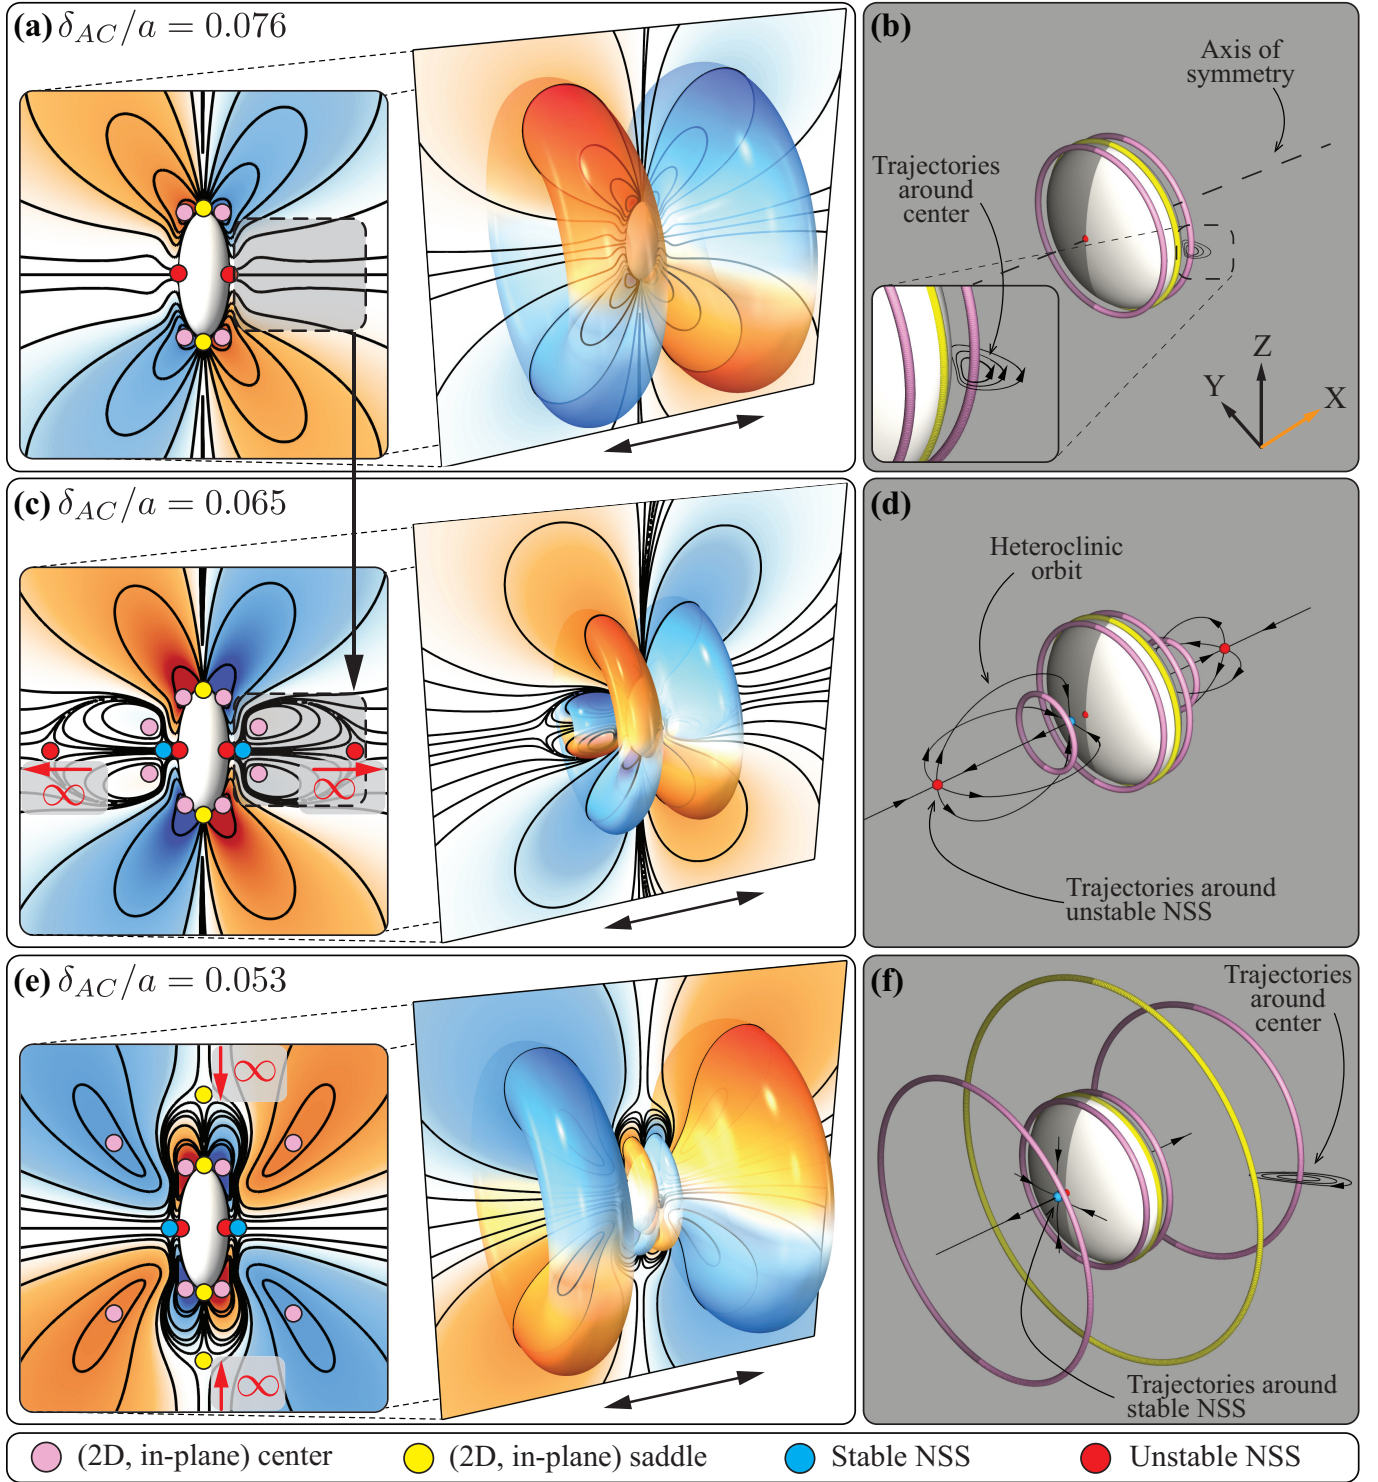 (a) δ_AC/a = 0.076
(b)
Axis of
symmetry
Trajectories
around
center
Z
Y
X
(c) δ_AC/a = 0.065
∞
∞
(d)
Heteroclinic
orbit
Trajectories around
unstable NSS
(e) δ_AC/a = 0.053
∞
∞
(f)
Trajectories
around
center
Trajectories around
stable NSS
(2D, in-plane) center
(2D, in-plane) saddle
Stable NSS
Unstable NSS